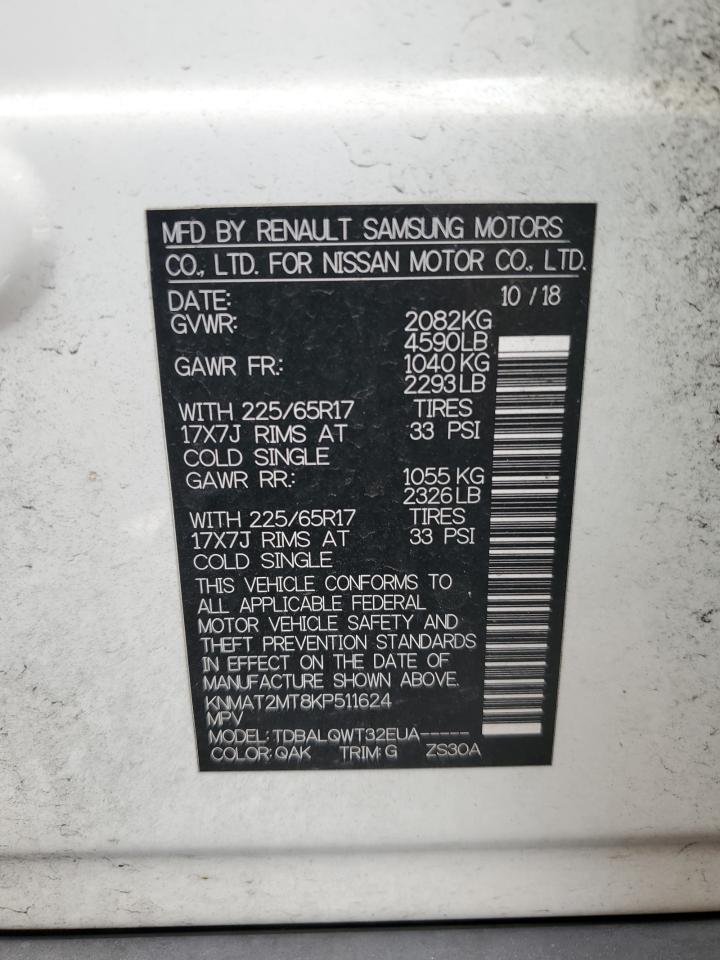 MFD BY RENAULT SAMSUNG MOTORS
CO., LTD. FOR NISSAN MOTOR CO., LTD.
DATE: 10 / 18
GVWR: 2082KG
4590LB
GAWR FR.: 1040 KG
2293 LB
WITH 225/65R17 TIRES
17X7J RIMS AT 33 PSI
COLD SINGLE
GAWR RR.: 1055 KG
2326 LB
WITH 225/65R17 TIRES
17X7J RIMS AT 33 PSI
COLD SINGLE
THIS VEHICLE CONFORMS TO
ALL APPLICABLE FEDERAL
MOTOR VEHICLE SAFETY AND
THEFT PREVENTION STANDARDS
IN EFFECT ON THE DATE OF
MANUFACTURE SHOWN ABOVE.
KNMAT2MT8KP511624
MPV
MODEL: TDBALQWT32EUA-----
COLOR: QAK TRIM: G ZS30A